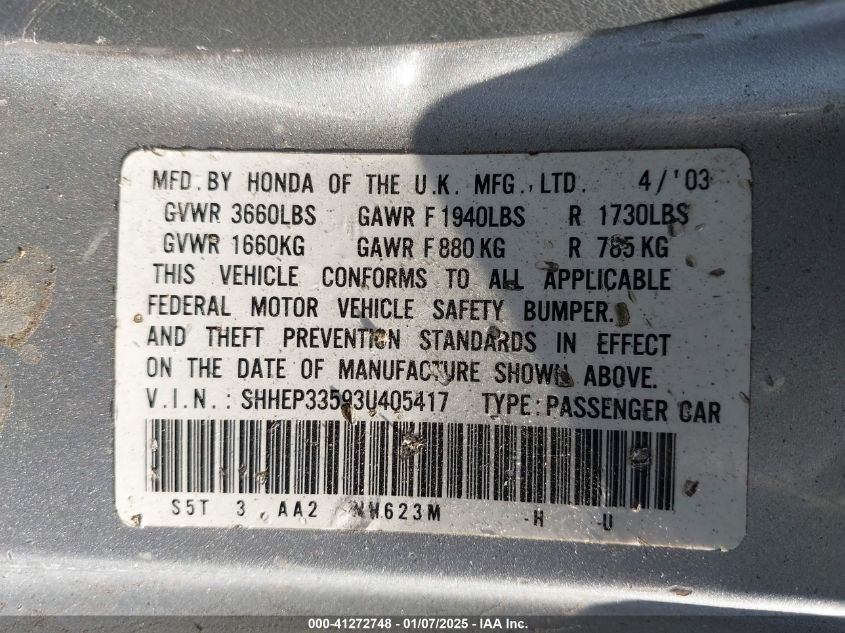 MFD. BY HONDA OF THE U.K. MFG., LTD. 4/'03
GVWR 3660LBS GAWR F 1940LBS R 1730LBS
GVWR 1660KG GAWR F 880 KG R 785 KG
THIS VEHICLE CONFORMS TO ALL APPLICABLE
FEDERAL MOTOR VEHICLE SAFETY BUMPER.
AND THEFT PREVENTION STANDARDS IN EFFECT
ON THE DATE OF MANUFACTURE SHOWN ABOVE.
V.I.N.: SHHEP33593U405417 TYPE: PASSENGER CAR
S5T 3 AA2 NH623M -H -U
000-41272748 - 01/07/2025 - IAA Inc.